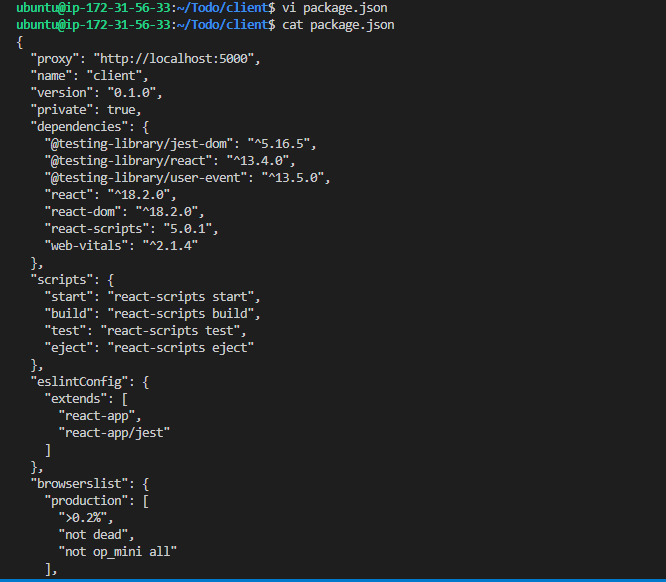 ubuntu@ip-172-31-56-33:~/Todo/client$ vi package.json
ubuntu@ip-172-31-56-33:~/Todo/client$ cat package.json
{
  "proxy": "http://localhost:5000",
  "name": "client",
  "version": "0.1.0",
  "private": true,
  "dependencies": {
    "@testing-library/jest-dom": "^5.16.5",
    "@testing-library/react": "^13.4.0",
    "@testing-library/user-event": "^13.5.0",
    "react": "^18.2.0",
    "react-dom": "^18.2.0",
    "react-scripts": "5.0.1",
    "web-vitals": "^2.1.4"
  },
  "scripts": {
    "start": "react-scripts start",
    "build": "react-scripts build",
    "test": "react-scripts test",
    "eject": "react-scripts eject"
  },
  "eslintConfig": {
    "extends": [
      "react-app",
      "react-app/jest"
    ]
  },
  "browserslist": {
    "production": [
      ">0.2%",
      "not dead",
      "not op_mini all"
    ],